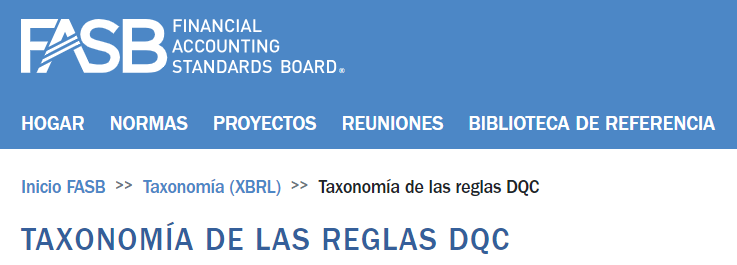 FASB FINANCIAL
ACCOUNTING
STANDARDS BOARD®
HOGAR NORMAS PROYECTOS REUNIONES BIBLIOTECA DE REFERENCIA
Inicio FASB >> Taxonomía (XBRL) >> Taxonomía de las reglas DQC
TAXONOMÍA DE LAS REGLAS DQC